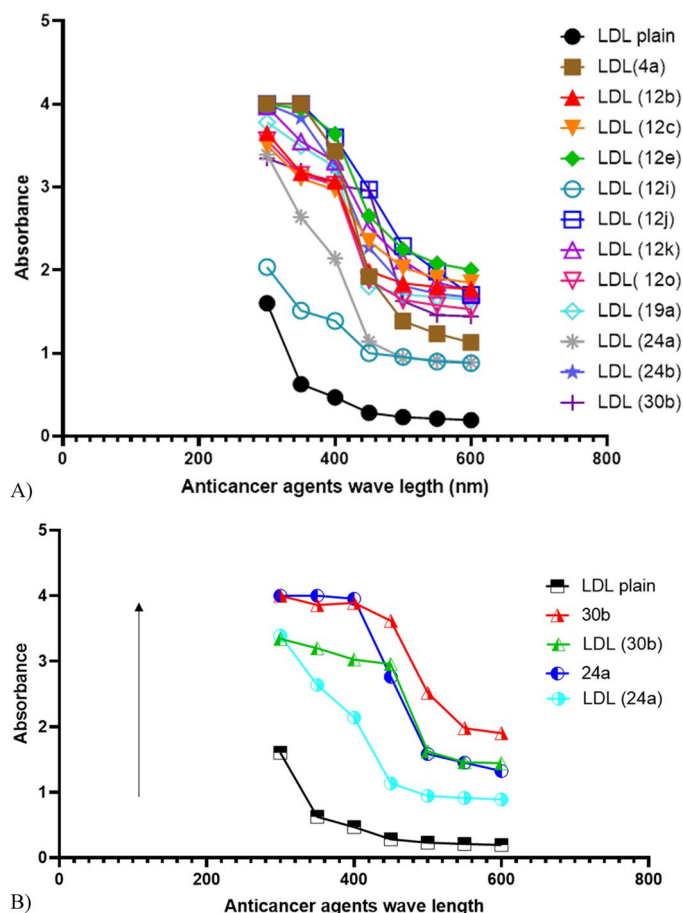 5
4
3
2
1
0
Absorbance
0
200
400
600
800
Anticancer agents wave legth (nm)
LDL plain
LDL(4a)
LDL (12b)
LDL (12c)
LDL (12e)
LDL (12i)
LDL (12j)
LDL (12k)
LDL( 12o)
LDL (19a)
LDL (24a)
LDL (24b)
LDL (30b)
A)
5
4
3
2
1
0
Absorbance
0
200
400
600
800
Anticancer agents wave length
LDL plain
30b
LDL (30b)
24a
LDL (24a)
B)